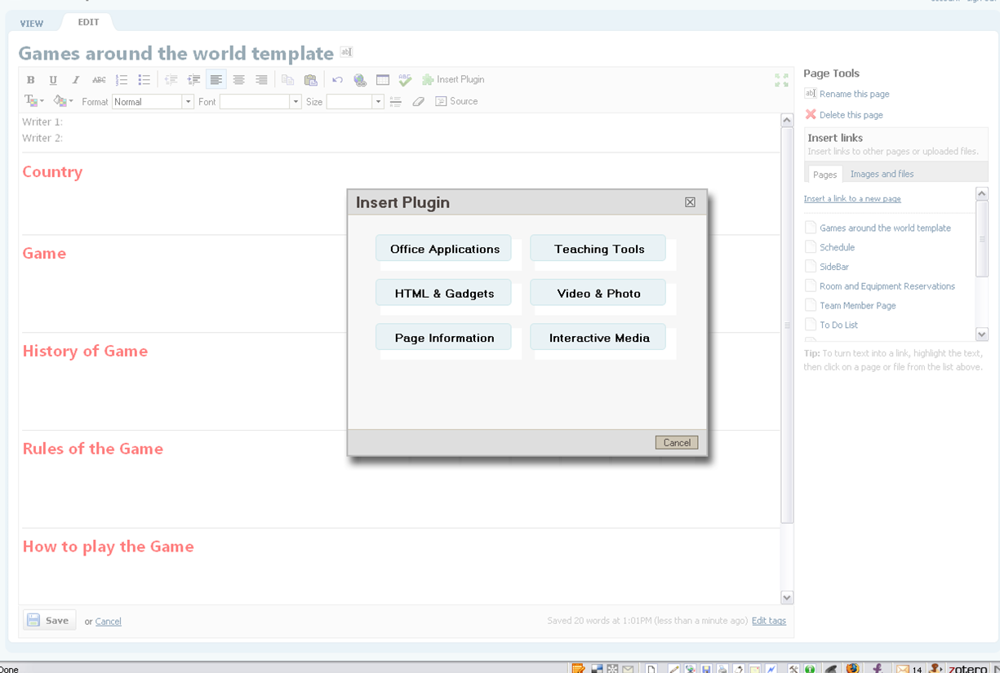 VIEW
EDIT
Games around the world template
B U I ABC
Insert Plugin
Format Normal Font Size Source
Writer 1:
Writer 2:
Country
Game
History of Game
Rules of the Game
How to play the Game
Insert Plugin
Office Applications
Teaching Tools
HTML & Gadgets
Video & Photo
Page Information
Interactive Media
Cancel
Save or Cancel
Saved 20 words at 1:01PM (less than a minute ago) Edit tags
Page Tools
Rename this page
Delete this page
Insert links
Insert links to other pages or uploaded files.
Pages
Images and files
Insert a link to a new page
Games around the world template
Schedule
SideBar
Room and Equipment Reservations
Team Member Page
To Do List
Tip: To turn text into a link, highlight the text,
then click on a page or file from the list above.
Done
14
zotero